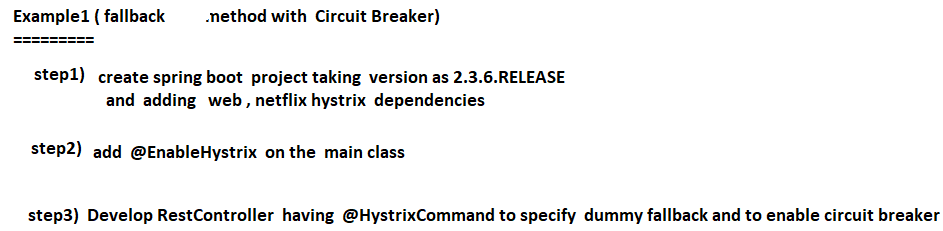 Example1 ( fallback .method with Circuit Breaker)
=========
step1) create spring boot project taking version as 2.3.6.RELEASE
and adding web , netflix hystrix dependencies
step2) add @EnableHystrix on the main class
step3) Develop RestController having @HystrixCommand to specify dummy fallback and to enable circuit breaker